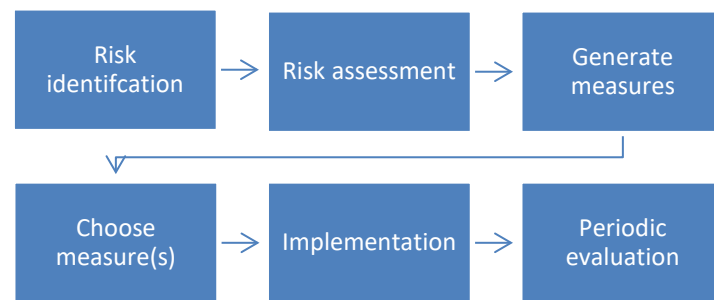 Risk
identifcation
Risk assessment
Generate
measures
Choose
measure(s)
Implementation
Periodic
evaluation